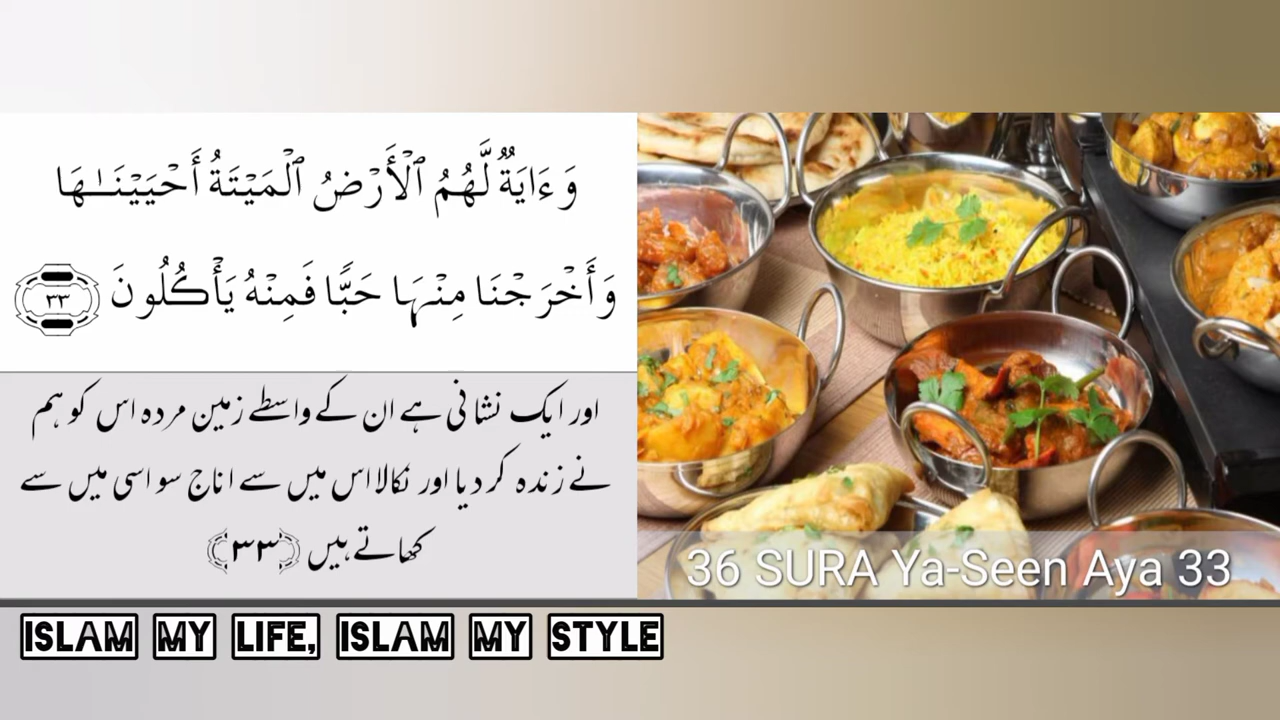 وَءَايَةٌ لَّهُمُ ٱلْأَرْضُ ٱلْمَيْتَةُ أَحْيَيْنَـٰهَا
وَأَخْرَجْنَا مِنْهَا حَبًّا فَمِنْهُ يَأْكُلُونَ ٣٣
اور ایک نشانی ہے ان کے واسطے زمین مردہ اس کو ہم
نے زندہ کر دیا اور نکالا اس میں سے اناج سو اسی میں سے
کھاتے ہیں ﴿۳۳﴾
36 SURA Ya-Seen Aya 33
ISLAM MY LIFE, ISLAM MY STYLE